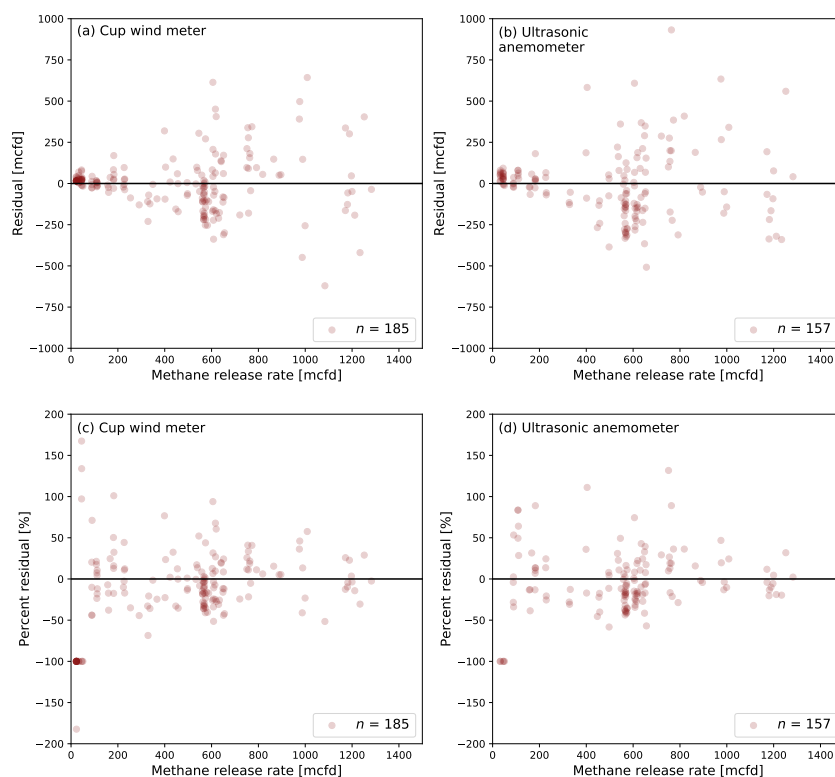 (a) Cup wind meter
1000
750
500
250
0
−250
−500
−750
−1000
Residual [mcfd]
0 200 400 600 800 1000 1200 1400
Methane release rate [mcfd]
n = 185
(b) Ultrasonic
anemometer
1000
750
500
250
0
−250
−500
−750
−1000
Residual [mcfd]
0 200 400 600 800 1000 1200 1400
Methane release rate [mcfd]
n = 157
(c) Cup wind meter
200
150
100
50
0
−50
−100
−150
−200
Percent residual [%]
0 200 400 600 800 1000 1200 1400
Methane release rate [mcfd]
n = 185
(d) Ultrasonic anemometer
200
150
100
50
0
−50
−100
−150
−200
Percent residual [%]
0 200 400 600 800 1000 1200 1400
Methane release rate [mcfd]
n = 157